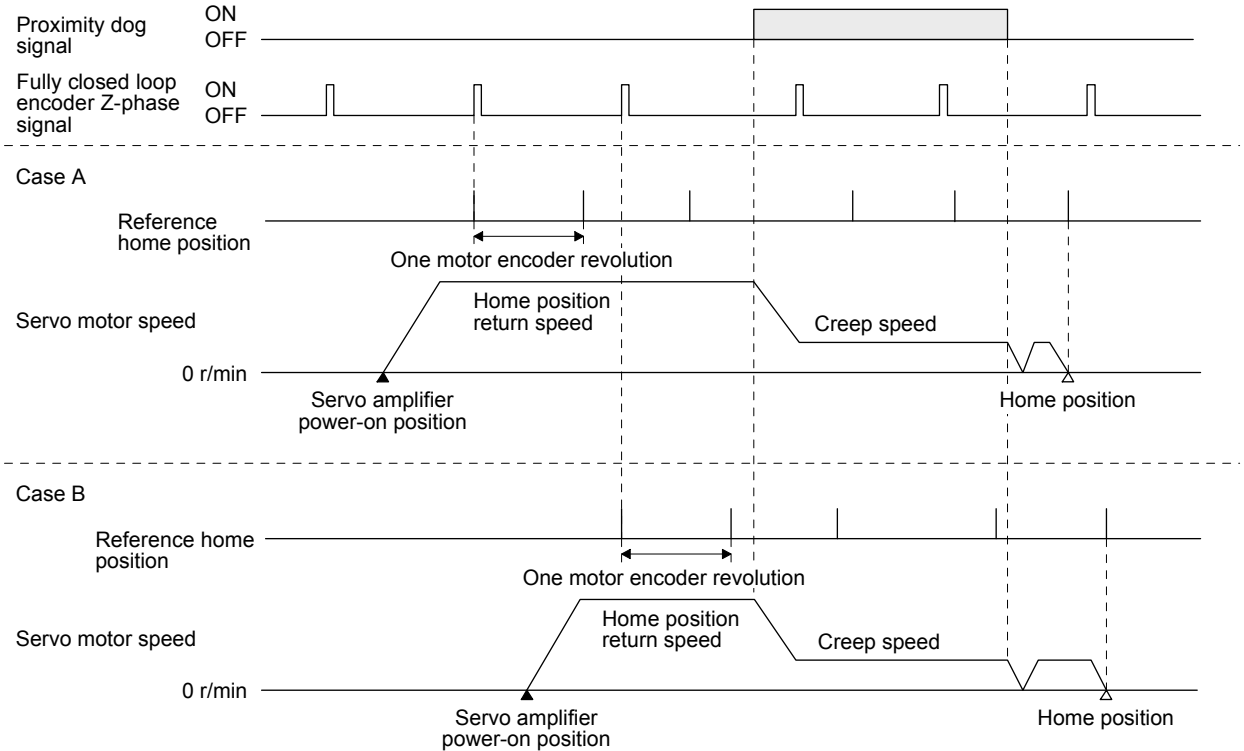 Proximity dog
signal
ON
OFF
Fully closed loop
encoder Z-phase
signal
ON
OFF
Case A
Reference
home position
One motor encoder revolution
Servo motor speed
Home position
return speed
Creep speed
0 r/min
Servo amplifier
power-on position
Home position
Case B
Reference home
position
One motor encoder revolution
Servo motor speed
Home position
return speed
Creep speed
0 r/min
Servo amplifier
power-on position
Home position